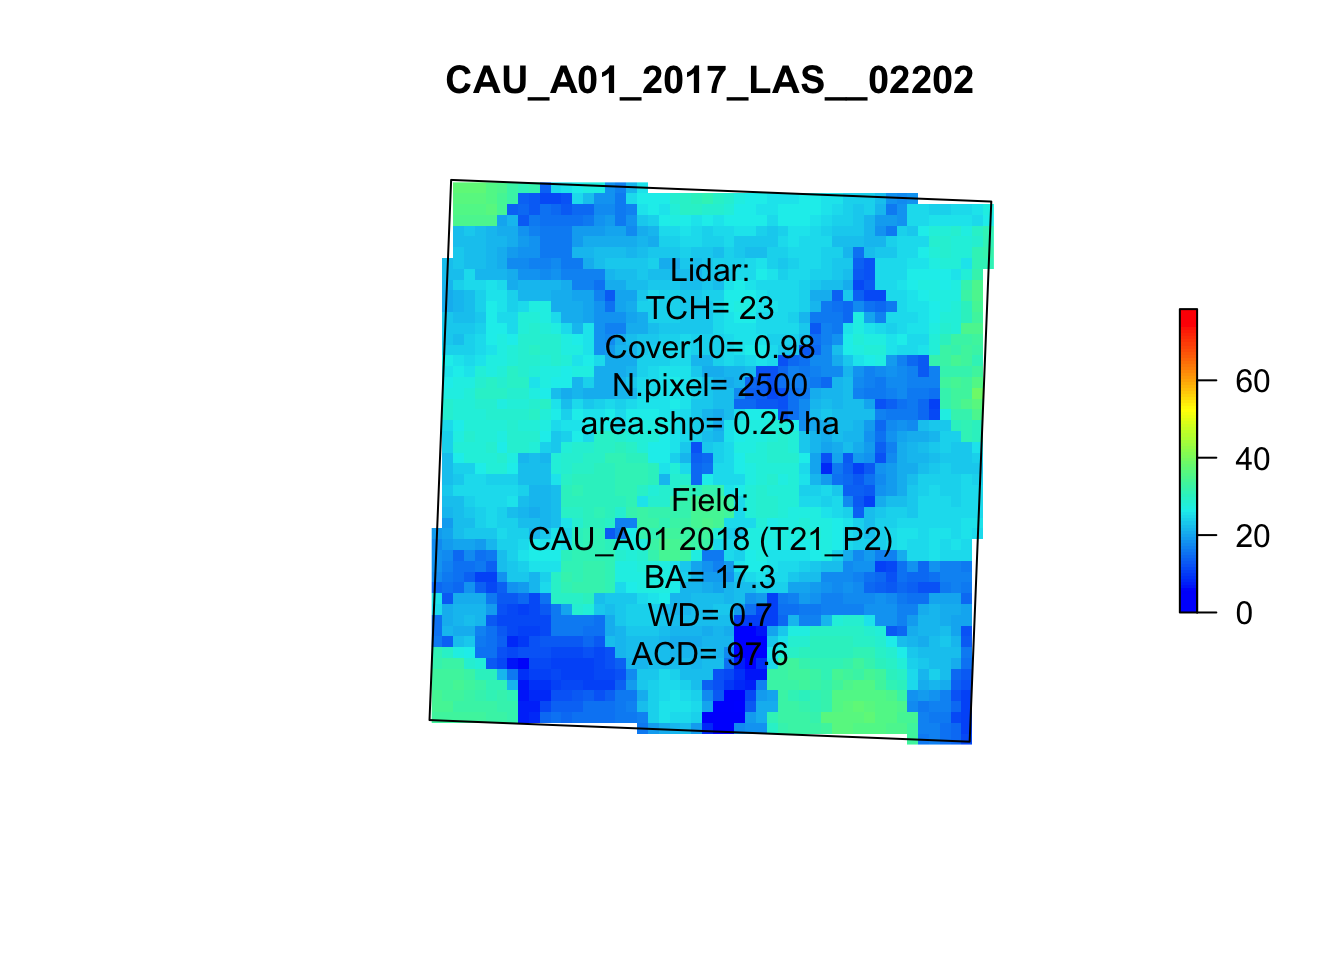 CAU_A01_2017_LAS__02202
Lidar:
TCH= 23
Cover10= 0.98
N.pixel= 2500
area.shp= 0.25 ha
Field:
CAU_A01 2018 (T21_P2)
BA= 17.3
WD= 0.7
ACD= 97.6
60
40
20
0